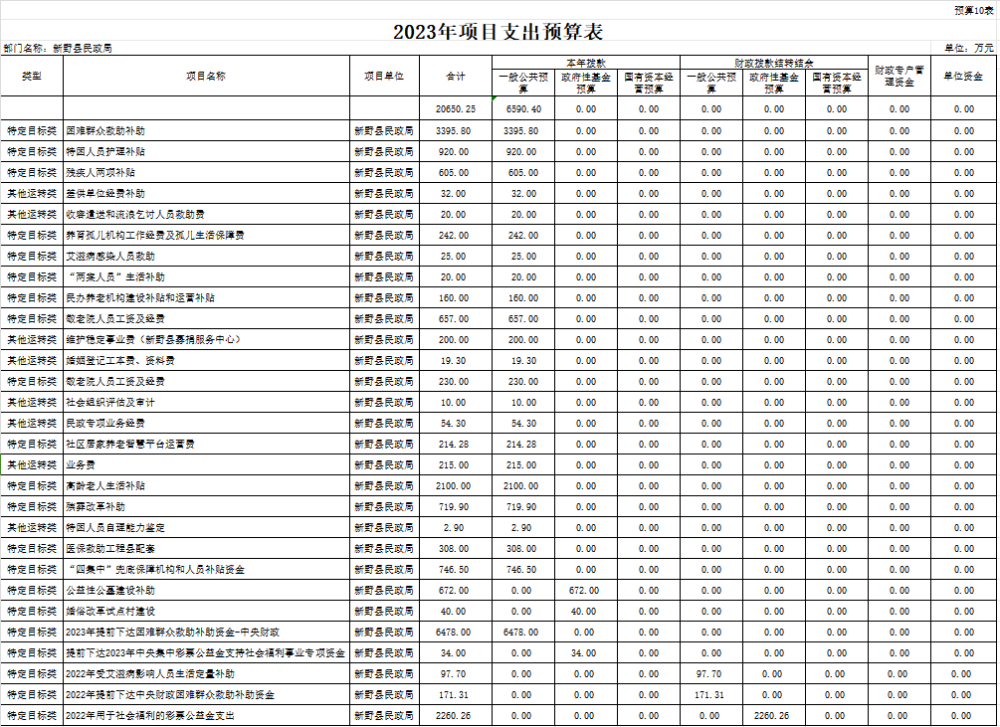 预算10表
2023年项目支出预算表
部门名称：新野县民政局 单位：万元
类型 项目名称 项目单位 合计 本年拨款 财政拨款结转结余 财政专户管理资金 单位资金
一般公共预算 政府性基金预算 国有资本经营预算 一般公共预算 政府性基金预算 国有资本经营预算
20650.25 6590.40 0.00 0.00 0.00 0.00 0.00 0.00 0.00
特定目标类 困难群众救助补助 新野县民政局 3395.80 3395.80 0.00 0.00 0.00 0.00 0.00 0.00 0.00
特定目标类 特困人员护理补贴 新野县民政局 920.00 920.00 0.00 0.00 0.00 0.00 0.00 0.00 0.00
特定目标类 残疾人两项补贴 新野县民政局 605.00 605.00 0.00 0.00 0.00 0.00 0.00 0.00 0.00
其他运转类 差供单位经费补助 新野县民政局 32.00 32.00 0.00 0.00 0.00 0.00 0.00 0.00 0.00
其他运转类 收容遣送和流浪乞讨人员救助费 新野县民政局 20.00 20.00 0.00 0.00 0.00 0.00 0.00 0.00 0.00
特定目标类 养育孤儿机构工作经费及孤儿生活保障费 新野县民政局 242.00 242.00 0.00 0.00 0.00 0.00 0.00 0.00 0.00
特定目标类 艾滋病感染人员救助 新野县民政局 25.00 25.00 0.00 0.00 0.00 0.00 0.00 0.00 0.00
特定目标类 “两案人员”生活补助 新野县民政局 20.00 20.00 0.00 0.00 0.00 0.00 0.00 0.00 0.00
特定目标类 民办养老机构建设补贴和运营补贴 新野县民政局 160.00 160.00 0.00 0.00 0.00 0.00 0.00 0.00 0.00
特定目标类 敬老院人员工资及经费 新野县民政局 657.00 657.00 0.00 0.00 0.00 0.00 0.00 0.00 0.00
其他运转类 维护稳定事业费（新野县募捐服务中心） 新野县民政局 200.00 200.00 0.00 0.00 0.00 0.00 0.00 0.00 0.00
其他运转类 婚姻登记工本费、资料费 新野县民政局 19.30 19.30 0.00 0.00 0.00 0.00 0.00 0.00 0.00
特定目标类 敬老院人员工资及经费 新野县民政局 230.00 230.00 0.00 0.00 0.00 0.00 0.00 0.00 0.00
其他运转类 社会组织评估及审计 新野县民政局 10.00 10.00 0.00 0.00 0.00 0.00 0.00 0.00 0.00
其他运转类 民政专项业务经费 新野县民政局 54.30 54.30 0.00 0.00 0.00 0.00 0.00 0.00 0.00
特定目标类 社区居家养老智慧平台运营费 新野县民政局 214.28 214.28 0.00 0.00 0.00 0.00 0.00 0.00 0.00
其他运转类 业务费 新野县民政局 215.00 215.00 0.00 0.00 0.00 0.00 0.00 0.00 0.00
特定目标类 高龄老人生活补贴 新野县民政局 2100.00 2100.00 0.00 0.00 0.00 0.00 0.00 0.00 0.00
特定目标类 殡葬改革补助 新野县民政局 719.90 719.90 0.00 0.00 0.00 0.00 0.00 0.00 0.00
其他运转类 特困人员自理能力鉴定 新野县民政局 2.90 2.90 0.00 0.00 0.00 0.00 0.00 0.00 0.00
特定目标类 医保救助工程县配套 新野县民政局 308.00 308.00 0.00 0.00 0.00 0.00 0.00 0.00 0.00
特定目标类 “四集中”兜底保障机构和人员补贴资金 新野县民政局 746.50 746.50 0.00 0.00 0.00 0.00 0.00 0.00 0.00
特定目标类 公益性公墓建设补助 新野县民政局 672.00 0.00 672.00 0.00 0.00 0.00 0.00 0.00 0.00
特定目标类 婚俗改革试点村建设 新野县民政局 40.00 0.00 40.00 0.00 0.00 0.00 0.00 0.00 0.00
特定目标类 2023年提前下达困难群众救助补助资金-中央财政 新野县民政局 6478.00 6478.00 0.00 0.00 0.00 0.00 0.00 0.00 0.00
特定目标类 提前下达2023年中央集中彩票公益金支持社会福利事业专项资金 新野县民政局 34.00 0.00 34.00 0.00 0.00 0.00 0.00 0.00 0.00
特定目标类 2022年受艾滋病影响人员生活定量补助 新野县民政局 97.70 0.00 0.00 0.00 97.70 0.00 0.00 0.00 0.00
特定目标类 2022年提前下达中央财政困难群众救助补助资金 新野县民政局 171.31 0.00 0.00 0.00 171.31 0.00 0.00 0.00 0.00
特定目标类 2022年用于社会福利的彩票公益金支出 新野县民政局 2260.26 0.00 0.00 0.00 0.00 2260.26 0.00 0.00 0.00